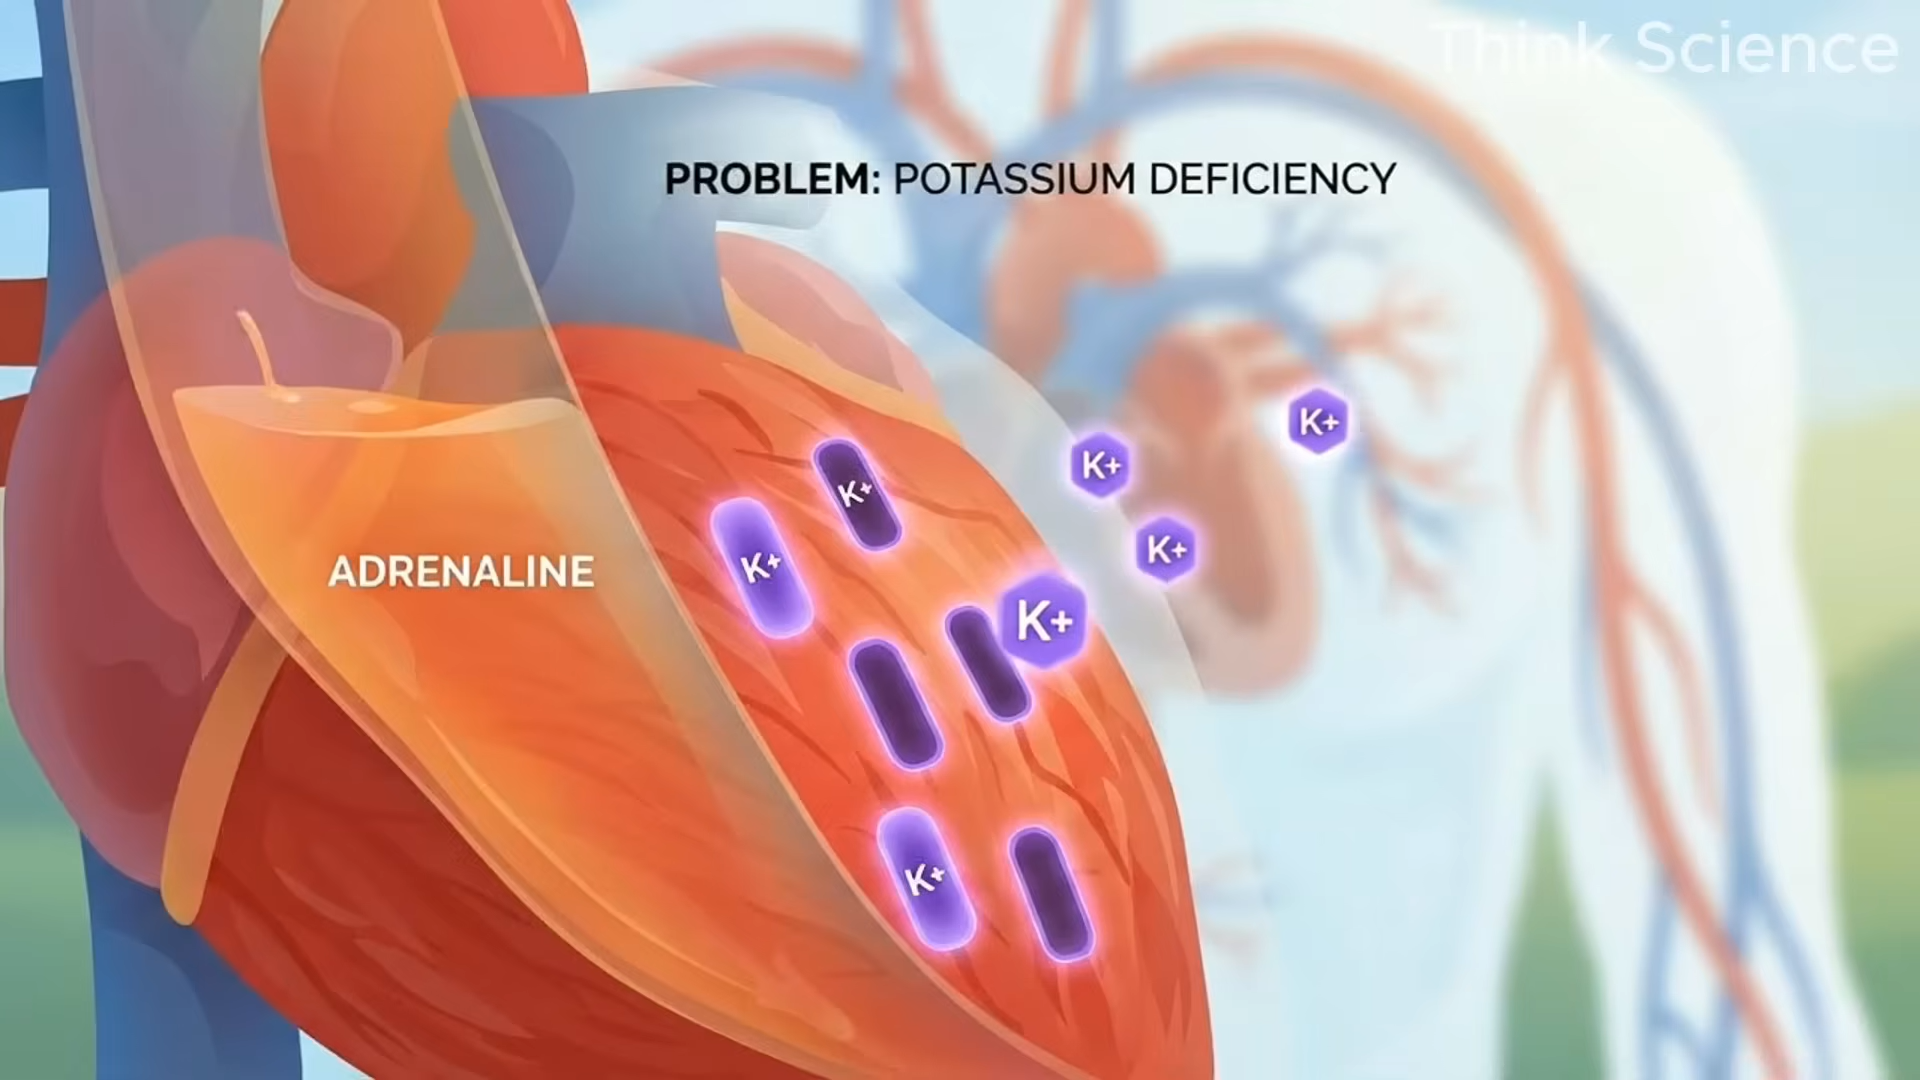 Think Science
PROBLEM: POTASSIUM DEFICIENCY
K+
K+
K+
K+
K+
ADRENALINE
K+
K+
K+